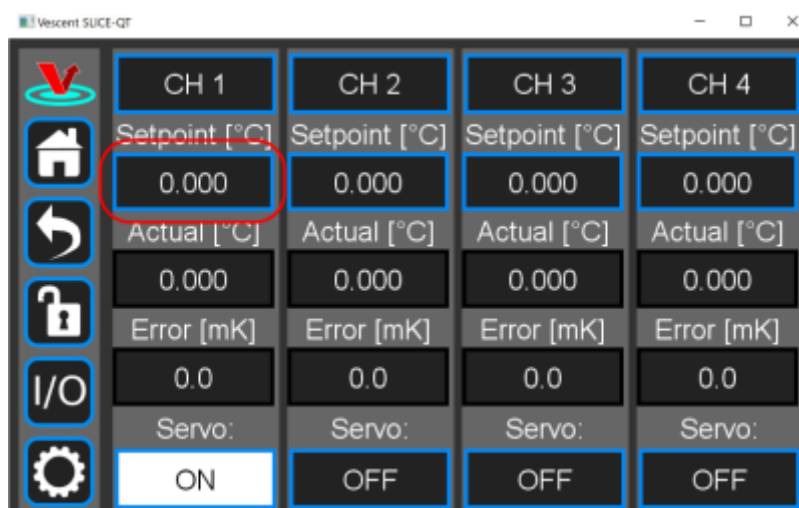 Vescent SLICE-QT
CH 1 CH 2 CH 3 CH 4
Setpoint [°C] Setpoint [°C] Setpoint [°C] Setpoint [°C]
0.000 0.000 0.000 0.000
Actual [°C] Actual [°C] Actual [°C] Actual [°C]
0.000 0.000 0.000 0.000
Error [mK] Error [mK] Error [mK] Error [mK]
I/O 0.0 0.0 0.0 0.0
Servo: Servo: Servo: Servo:
ON OFF OFF OFF